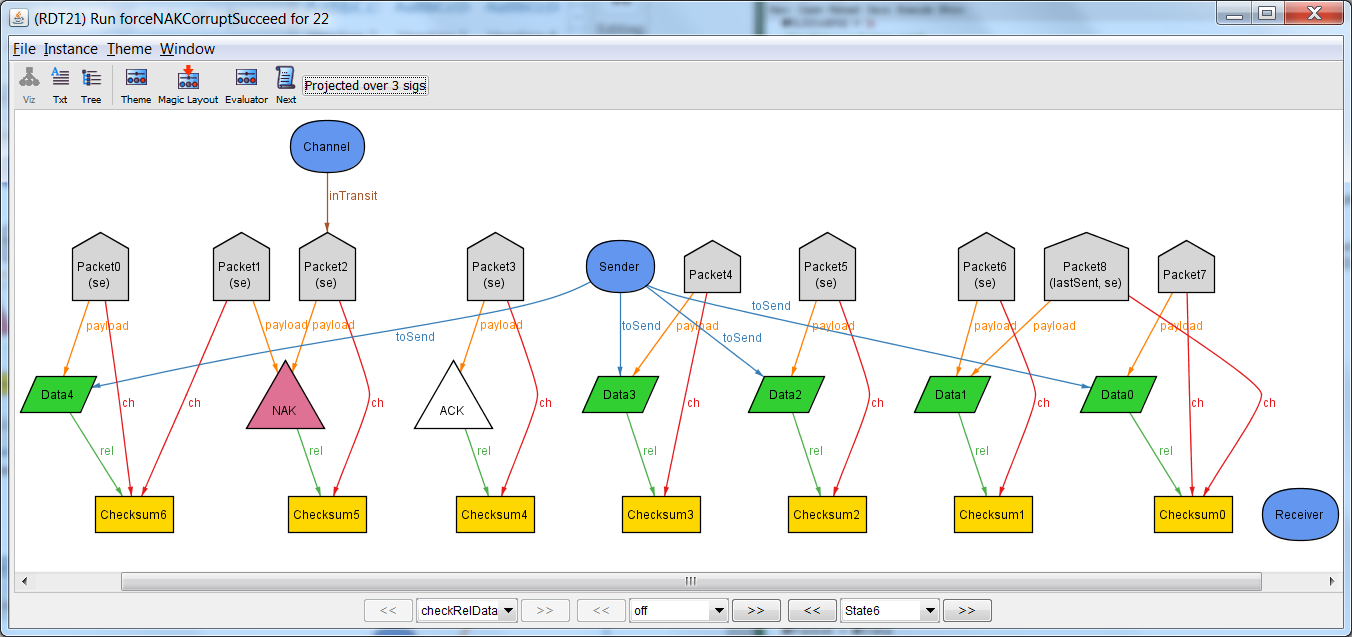 (RDT21) Run forceNAKCorruptSucceed for 22
File Instance Theme Window
Viz Txt Tree Theme Magic Layout Evaluator Next Projected over 3 sigs
Channel
inTransit
Packet0 (se)
Packet1 (se)
Packet2 (se)
Packet3 (se)
Sender
Packet4
Packet5 (se)
Packet6 (se)
Packet8 (lastSent, se)
Packet7
toSend
payload payload payload payload toSend payload payload payload payload payload
toSend toSend
Data4 NAK ACK Data3 Data2 Data1 Data0
ch ch ch ch ch ch ch ch ch
rel rel rel rel rel rel rel
Checksum6 Checksum5 Checksum4 Checksum3 Checksum2 Checksum1 Checksum0 Receiver
<< checkRelData >> << off >> << State6 >>